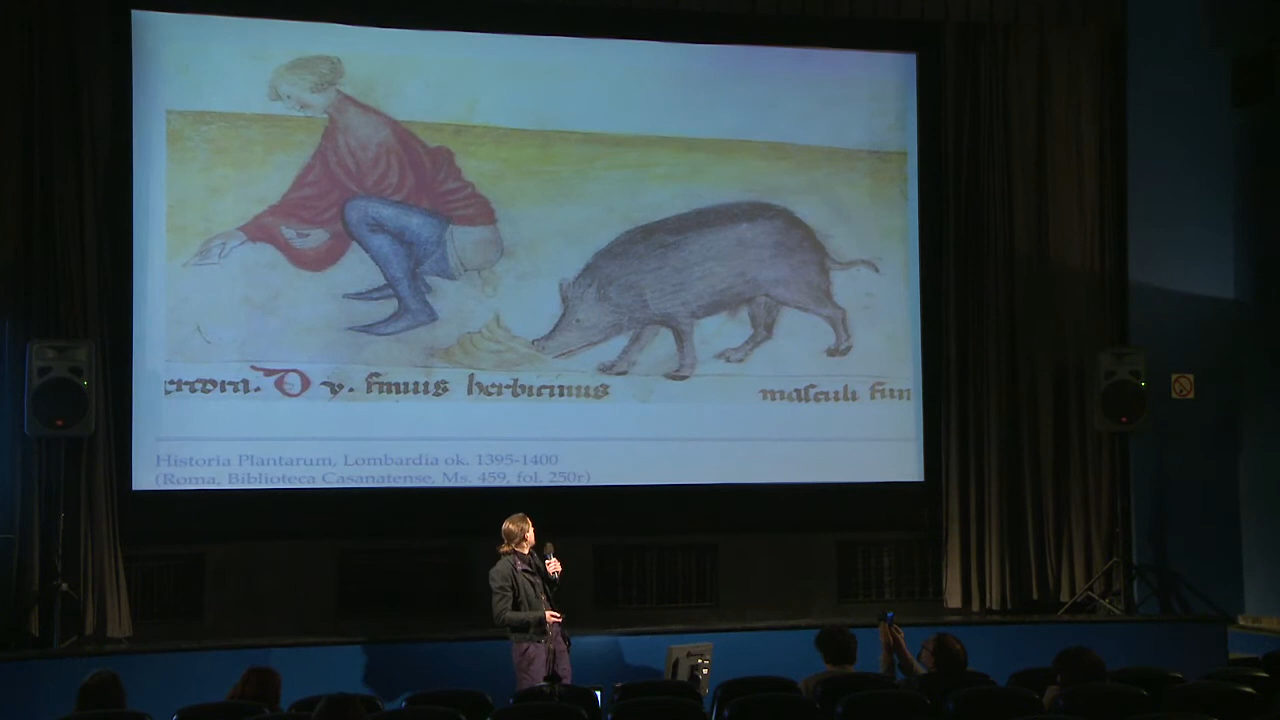 v. fimus herbicinus masculi fim
Historia Plantarum, Lombardia ok. 1395-1400
(Roma, Biblioteca Casanatense, Ms. 459, fol. 250r)